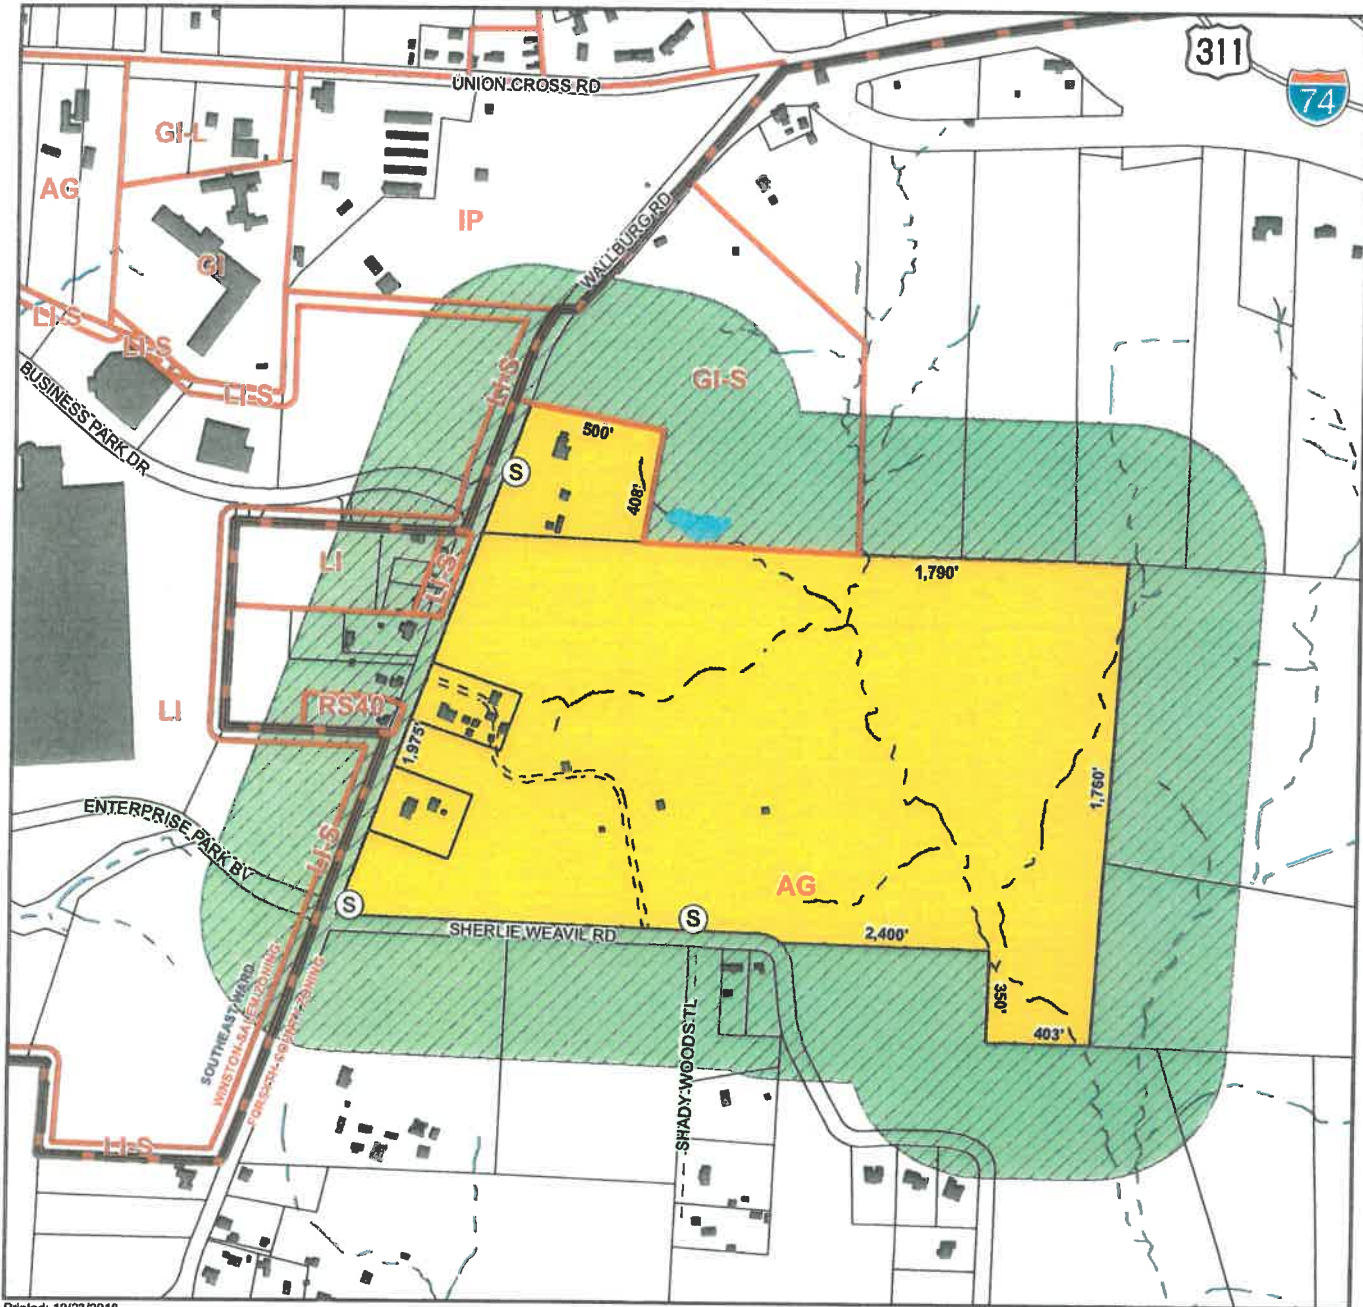 311
74
UNION CROSS RD
GI-L
AG
IP
WALLBURG RD
GI
LI-S
LI-S
LI-S
LI-S
GI-S
BUSINESS PARK DR
500'
S
408'
LI
LI-S
1,790'
RS40
LI
1,975'
1,760'
ENTERPRISE PARK BV
LI-S
AG
S
S
SHERLIE WEAVIL RD
2,400'
350'
403'
SOUTHEAST WARD
WINSTON-SALEM ZONING
FORSYTH COUNTY ZONING
SHADY WOODS TL
LI-S